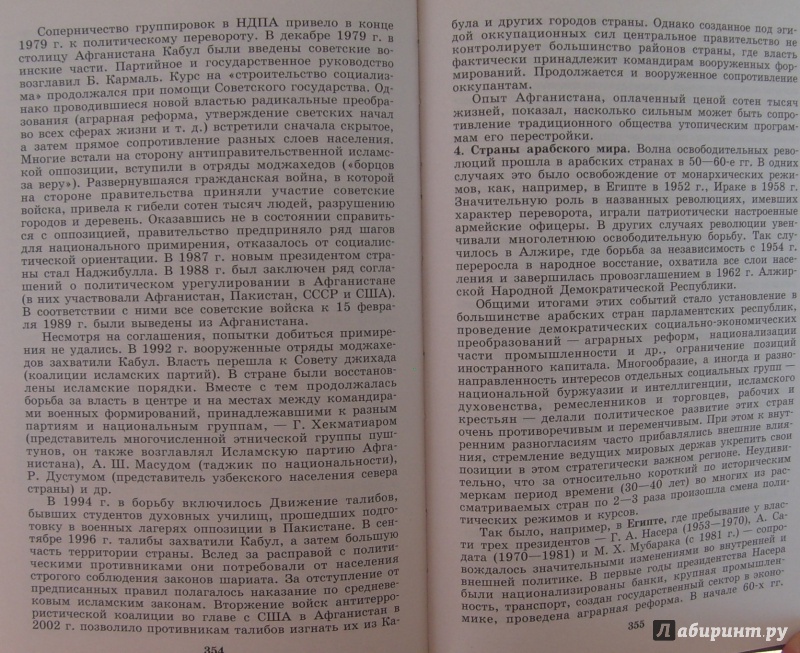 Соперничество группировок в НДПА привело в конце
1979 г. к политическому перевороту. В декабре 1979 г. в
столицу Афганистана Кабул были введены советские во-
инские части. Партийное и государственное руководство
возглавил Б. Кармаль. Курс на «строительство социализ-
ма» продолжался при помощи Советского государства. Од-
нако проводившиеся новой властью радикальные преобра-
зования (аграрная реформа, утверждение светских начал
во всех сферах жизни и т. д.) встретили сначала скрытое,
а затем прямое сопротивление разных слоев населения.
Многие встали на сторону антиправительственной ислам-
ской оппозиции, вступили в отряды моджахедов («борцов
за веру»). Развернувшаяся гражданская война, в которой
на стороне правительства приняли участие советские
войска, привела к гибели сотен тысяч людей, разрушению
городов и деревень. Оказавшись не в состоянии справить-
ся с оппозицией, правительство предприняло ряд шагов
для национального примирения, отказалось от социалис-
тической ориентации. В 1987 г. новым президентом стра-
ны стал Наджибулла. В 1988 г. был заключен ряд согла-
шений о политическом урегулировании в Афганистане
(в них участвовали Афганистан, Пакистан, СССР и США).
В соответствии с ними все советские войска к 15 февра-
ля 1989 г. были выведены из Афганистана.
Несмотря на соглашения, попытки добиться примире-
ния не удались. В 1992 г. вооруженные отряды моджахе-
дов захватили Кабул. Власть перешла к Совету джихада
(коалиции исламских партий). В стране были восстанов-
лены исламские порядки. Вместе с тем продолжалась
борьба за власть в центре и на местах между командира-
ми военных формирований, принадлежавшими к разным
партиям и национальным группам, — Г. Хекматиаром
(представитель многочисленной этнической группы пуш-
тунов, он также возглавлял Исламскую партию Афга-
нистана), А. Ш. Масудом (таджик по национальности),
Р. Дустумом (представитель узбекского населения севера
страны) и др.
В 1994 г. в борьбу включилось Движение талибов,
бывших студентов духовных училищ, прошедших подго-
товку в военных лагерях оппозиции в Пакистане. В сен-
тябре 1996 г. талибы захватили Кабул, а затем большую
часть территории страны. Вслед за расправой с полити-
ческими противниками они потребовали от населения
строгого соблюдения законов шариата. За отступление от
предписанных правил полагалось наказание по средневе-
ковым исламским законам. Вторжение войск антитерро-
ристической коалиции во главе с США в Афганистан в
2002 г. позволило противникам талибов изгнать их из Ка-
354
була и других городов страны. Однако созданное под эги-
дой оккупационных сил центральное правительство не
контролирует большинство районов страны, где власть
фактически принадлежит командирам вооруженных фор-
мирований. Продолжается и вооруженное сопротивление
оккупантам.
Опыт Афганистана, оплаченный ценой сотен тысяч
жизней, показал, насколько сильным может быть со-
противление традиционного общества утопическим програм-
мам его перестройки.
4. Страны арабского мира. Волна освободительных рево-
люций прошла в арабских странах в 50—60-е гг. В одних
случаях это было освобождение от монархических режи-
мов, как, например, в Египте в 1952 г., Ираке в 1958 г.
Значительную роль в названных революциях, имевших
характер переворота, играли патриотически настроенные
армейские офицеры. В других случаях революции увен-
чивали многолетнюю освободительную борьбу. Так слу-
чилось в Алжире, где борьба за независимость с 1954 г.
переросла в народное восстание, охватила все слои насе-
ления и завершилась провозглашением в 1962 г. Алжир-
ской Народной Демократической Республики.
Общими итогами этих событий стало установление в
большинстве арабских стран парламентских республик,
проведение демократических социально-экономических
преобразований — аграрных реформ, национализации
части промышленности и др., ограничение позиций
иностранного капитала. Многообразие, а иногда и разно-
направленность интересов отдельных социальных групп —
национальной буржуазии и интеллигенции, исламского
духовенства, ремесленников и торговцев, рабочих и
крестьян — делали политическое развитие этих стран
очень противоречивым и переменчивым. При этом к внут-
ренним разногласиям часто прибавлялись внешние влия-
ния, стремление ведущих мировых держав укрепить свои
позиции в этом стратегически важном регионе. Неудиви-
тельно, что за относительно короткий по историческим
меркам период времени (30—40 лет) во многих из рас-
сматриваемых стран по 2—3 раза произошла смена поли-
тических режимов и курсов.
Так было, например, в Египте, где пребывание у влас-
ти трех президентов — Г. А. Насера (1953—1970), А. Са-
дата (1970—1981) и М. Х. Мубарака (с 1981 г.) — сопро-
вождалось значительными изменениями во внутренней и
внешней политике. В первые годы президентства Насера
были национализированы банки, крупная промышлен-
ность, транспорт, создан государственный сектор в эконо-
мике, проведена аграрная реформа. В начале 60-х гг.
355
Лабиринт.ру